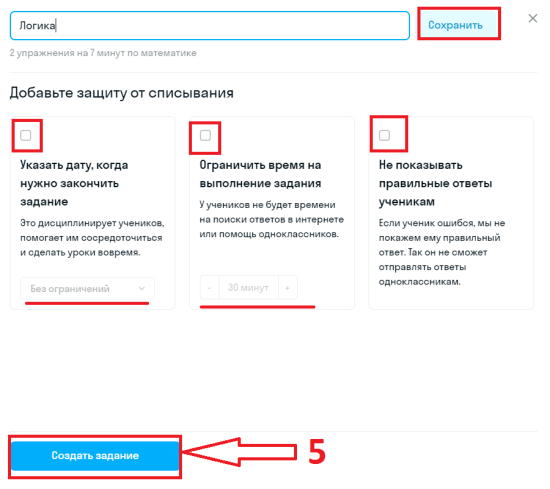 Логика
Сохранить
2 упражнения на 7 минут по математике
Добавьте защиту от списывания
Указать дату, когда
нужно закончить
задание
Это дисциплинирует учеников,
помогает им сосредоточиться
и сделать уроки вовремя.
Без ограничений
Ограничить время на
выполнение задания
У учеников не будет времени
на поиски ответов в интернете
или помощь одноклассников.
- 30 минут +
Не показывать
правильные ответы
ученикам
Если ученик ошибся, мы не
покажем ему правильный
ответ. Так он не сможет
отправлять ответы
одноклассникам.
Создать задание
5